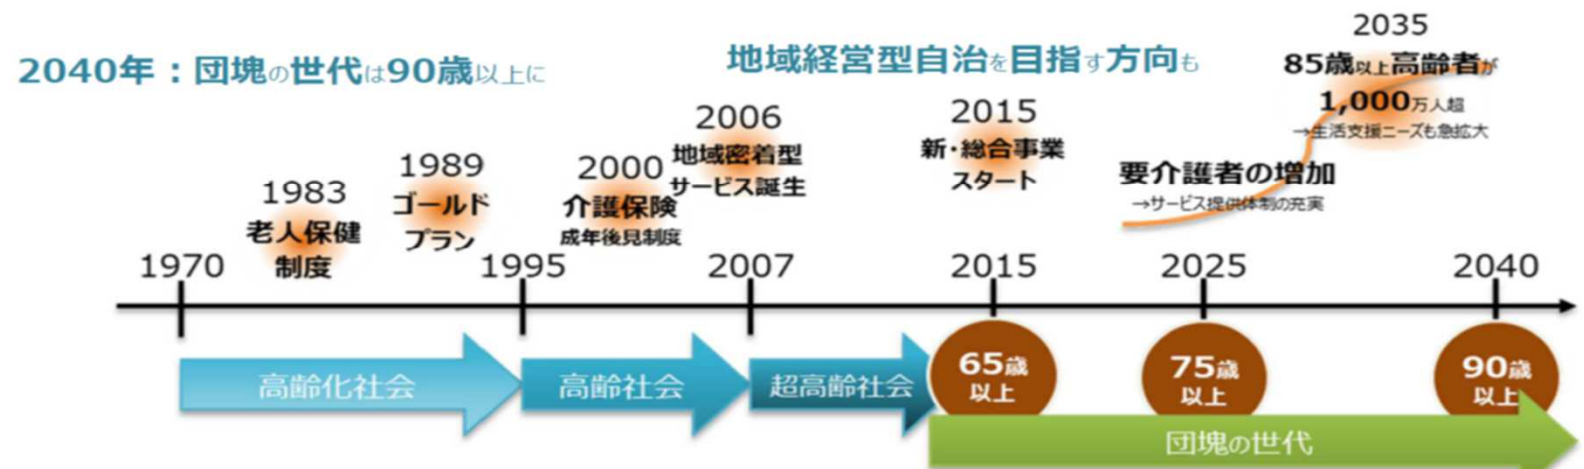 2040年：団塊の世代は90歳以上に
地域経営型自治を目指す方向も
2035
85歳以上高齢者が
1,000万人超
→生活支援ニーズも急拡大
2006
地域密着型
サービス誕生
2015
新・総合事業
スタート
1989
ゴールド
プラン
2000
介護保険
成年後見制度
要介護者の増加
→サービス提供体制の充実
1983
老人保健
制度
1970
1995
2007
2015
2025
2040
高齢化社会
高齢社会
超高齢社会
65歳
以上
75歳
以上
90歳
以上
団塊の世代